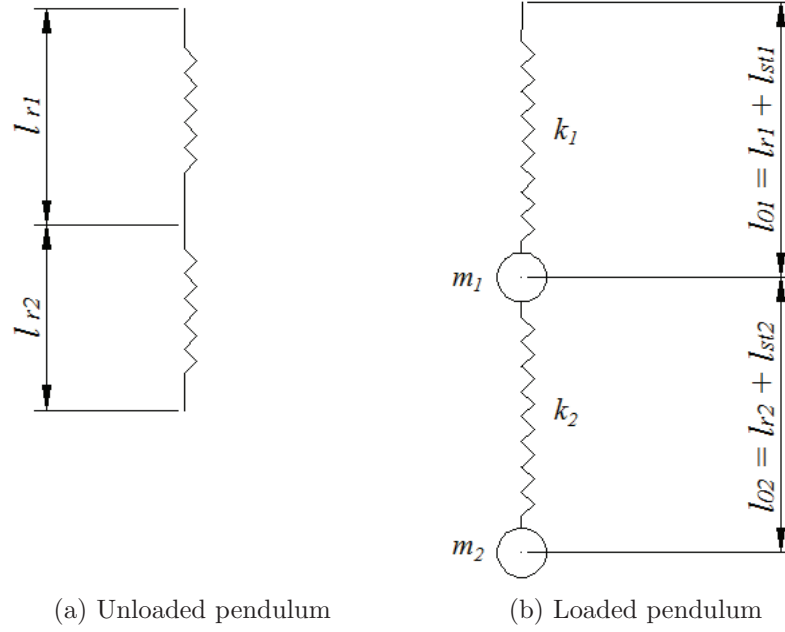 l r1
l r2
k1
m1
k2
m2
l01 = lr1 + lst1
l02 = lr2 + lst2
(a) Unloaded pendulum
(b) Loaded pendulum